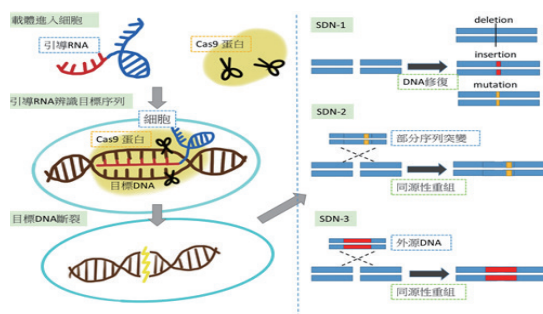 載體進入細胞
引導RNA
Cas9 蛋白
引導RNA辨識目標序列
細胞
Cas9 蛋白
目標DNA
目標DNA斷裂
SDN-1
deletion
insertion
DNA修復
mutation
SDN-2
部分序列突變
同源性重組
SDN-3
外源DNA
同源性重組